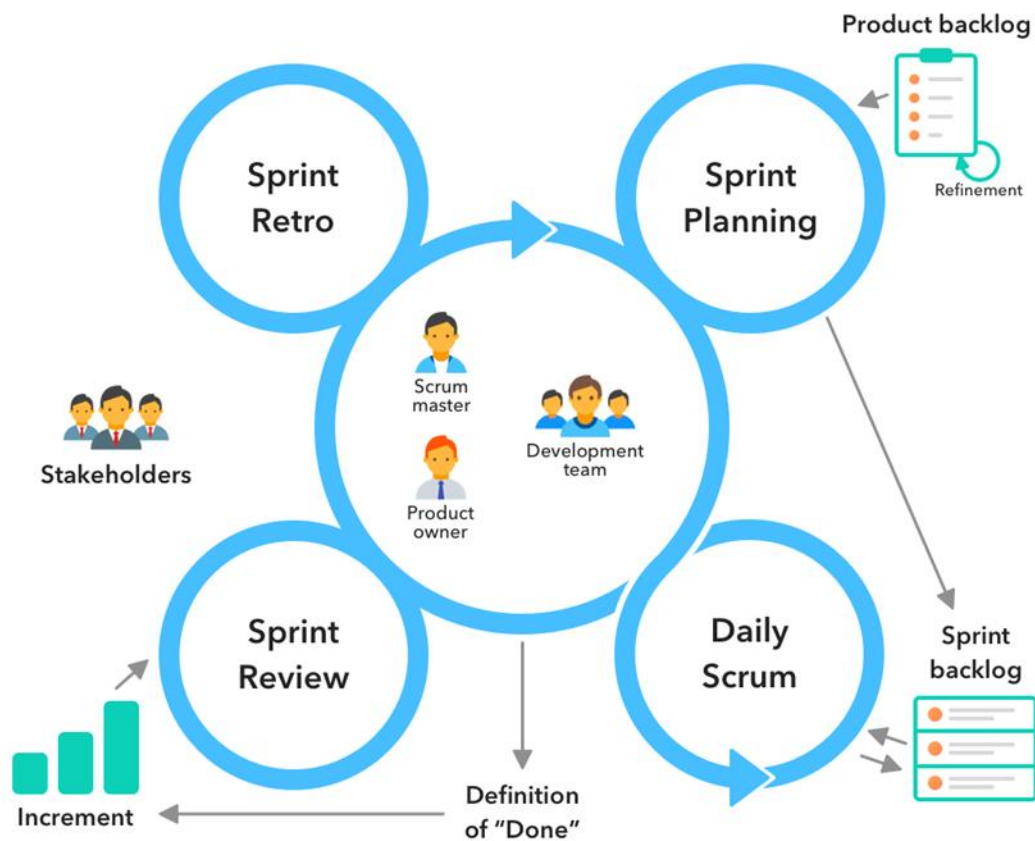 Product backlog
Sprint
Retro
Sprint
Planning
Refinement
Scrum
master
Development
team
Stakeholders
Product
owner
Sprint
Review
Daily
Scrum
Sprint
backlog
Increment
Definition
of “Done”